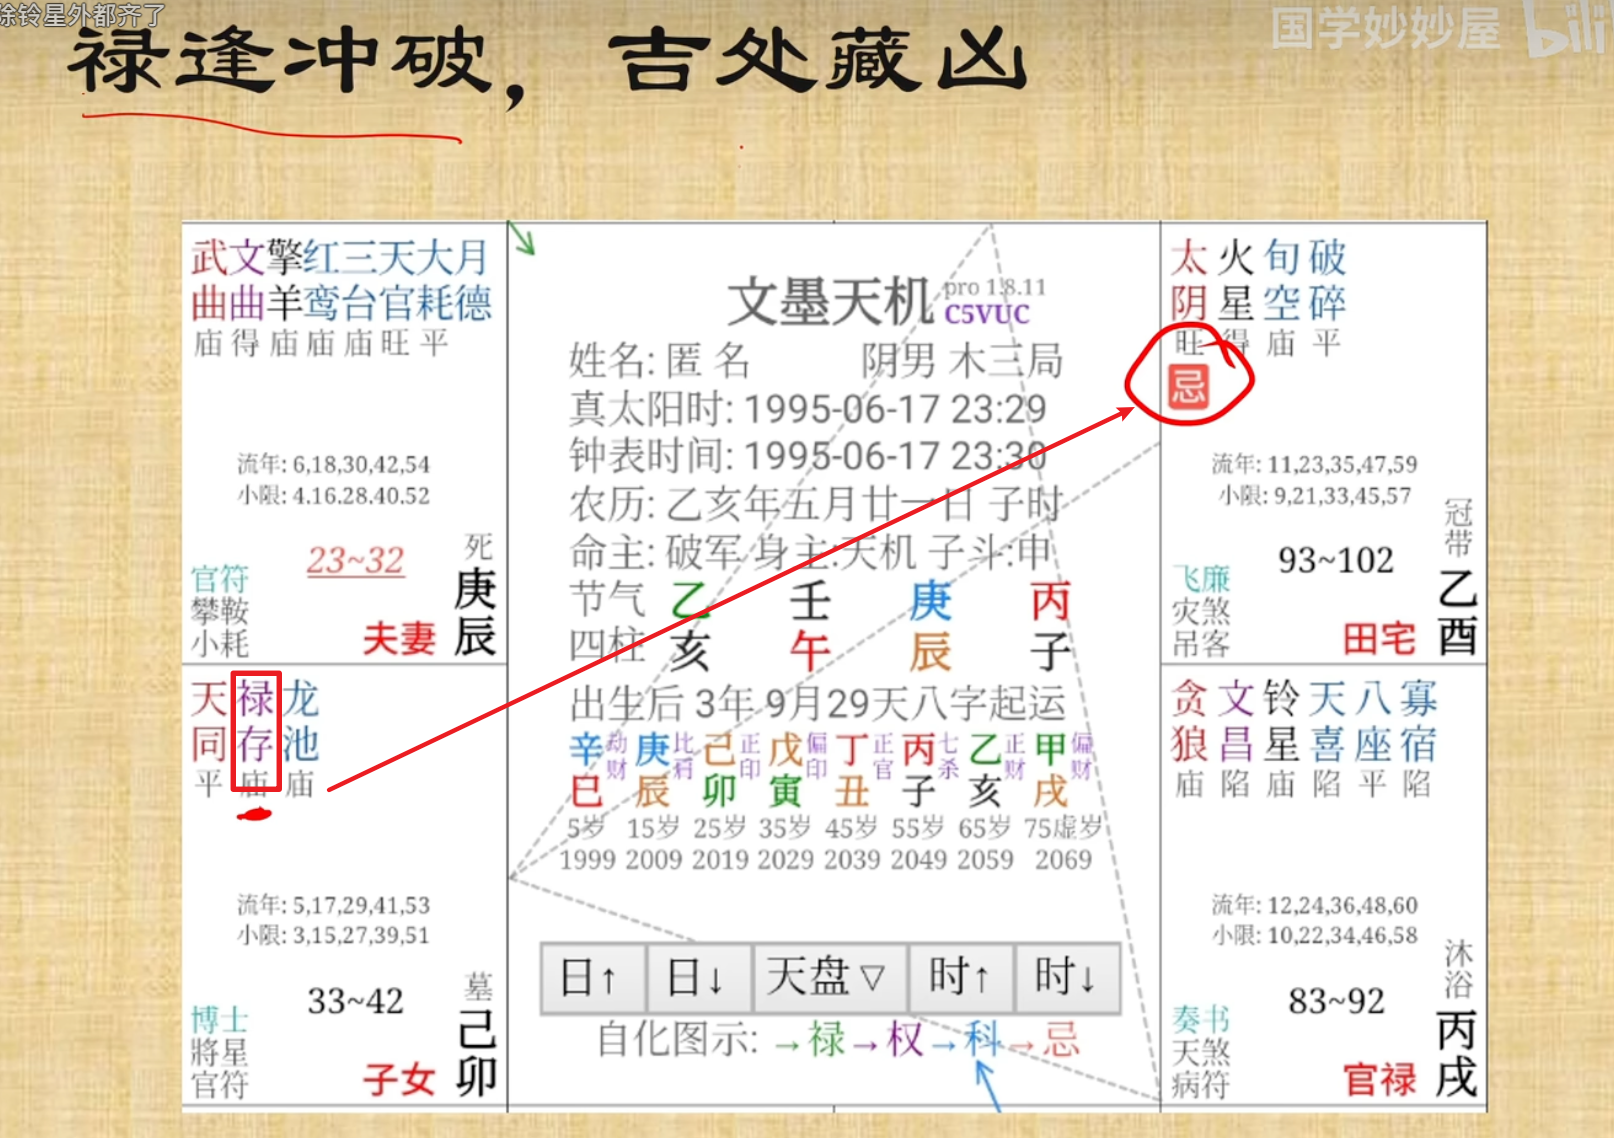 除铃星外都齐了
国学妙妙屋 bili
禄逢冲破，吉处藏凶
武文擎红三天大月
曲曲羊鸾台官耗德
庙得庙庙庙旺平
流年: 6,18,30,42,54
小限: 4.16.28.40.52
23~32
死
官符
攀鞍
小耗
夫妻
庚辰
天禄龙
同存池
平庙庙
流年: 5,17,29,41,53
小限: 3,15,27,39,51
33~42
墓
博士
將星
官符
子女
己卯
文墨天机 pro 1.8.11
C5VUC
姓名: 匿名 阴男 木三局
真太阳时: 1995-06-17 23:29
钟表时间: 1995-06-17 23:30
农历: 乙亥年五月廿一日 子时
命主: 破军 身主:天机 子斗:申
节气 乙 壬 庚 丙
四柱 亥 午 辰 子
出生后 3年 9月29天八字起运
辛劫财 庚比肩 己正印 戊偏印 丁正官 丙七杀 乙正财 甲偏财
巳 辰 卯 寅 丑 子 亥 戌
5岁 15岁 25岁 35岁 45岁 55岁 65岁 75虚岁
1999 2009 2019 2029 2039 2049 2059 2069
日↑ 日↓ 天盘▽ 时↑ 时↓
自化图示: →禄→权→科→忌
太火旬破
阴星空碎
旺得庙平
忌
流年: 11,23,35,47,59
小限: 9,21,33,45,57
93~102
冠带
飞廉
灾煞
吊客
田宅
乙酉
贪文铃天八寡
狼昌星喜座宿
庙陷庙陷平陷
流年: 12,24,36,48,60
小限: 10,22,34,46,58
83~92
沐浴
奏书
天煞
病符
官禄
丙戌